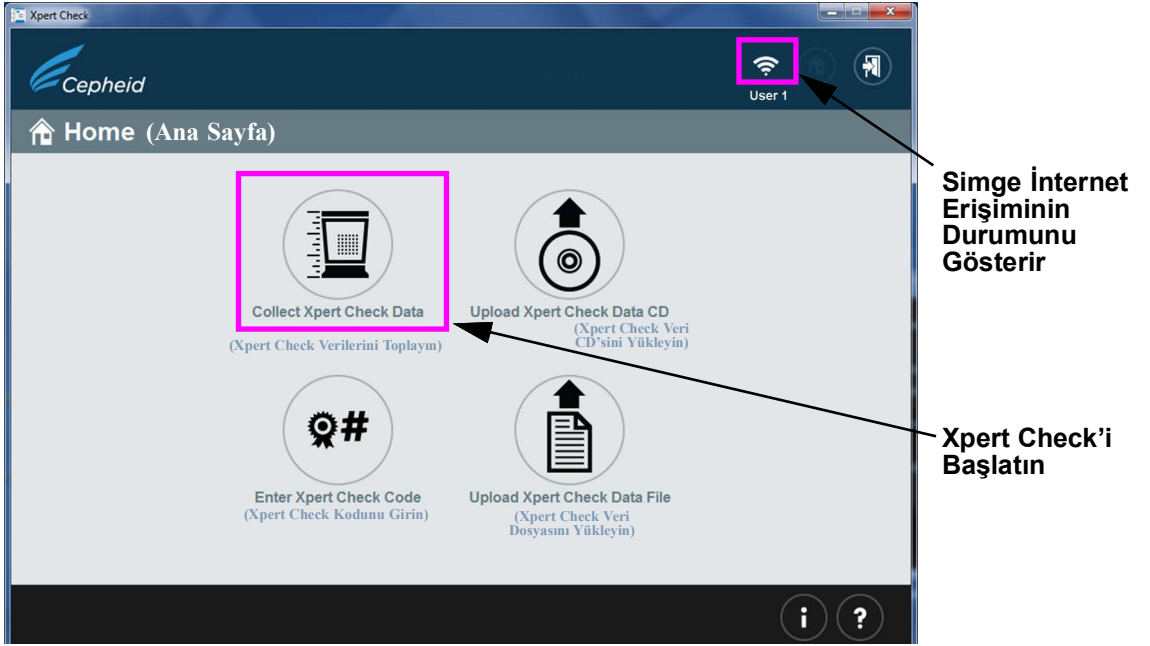 Xpert Check
Cepheid
User 1
Home (Ana Sayfa)
Simge İnternet
Erişiminin
Durumunu
Gösterir
Collect Xpert Check Data
(Xpert Check Verilerini Toplayın)
Upload Xpert Check Data CD
(Xpert Check Veri
CD’sini Yükleyin)
Xpert Check’i
Başlatın
#
Enter Xpert Check Code
(Xpert Check Kodunu Girin)
Upload Xpert Check Data File
(Xpert Check Veri
Dosyasını Yükleyin)
i ?